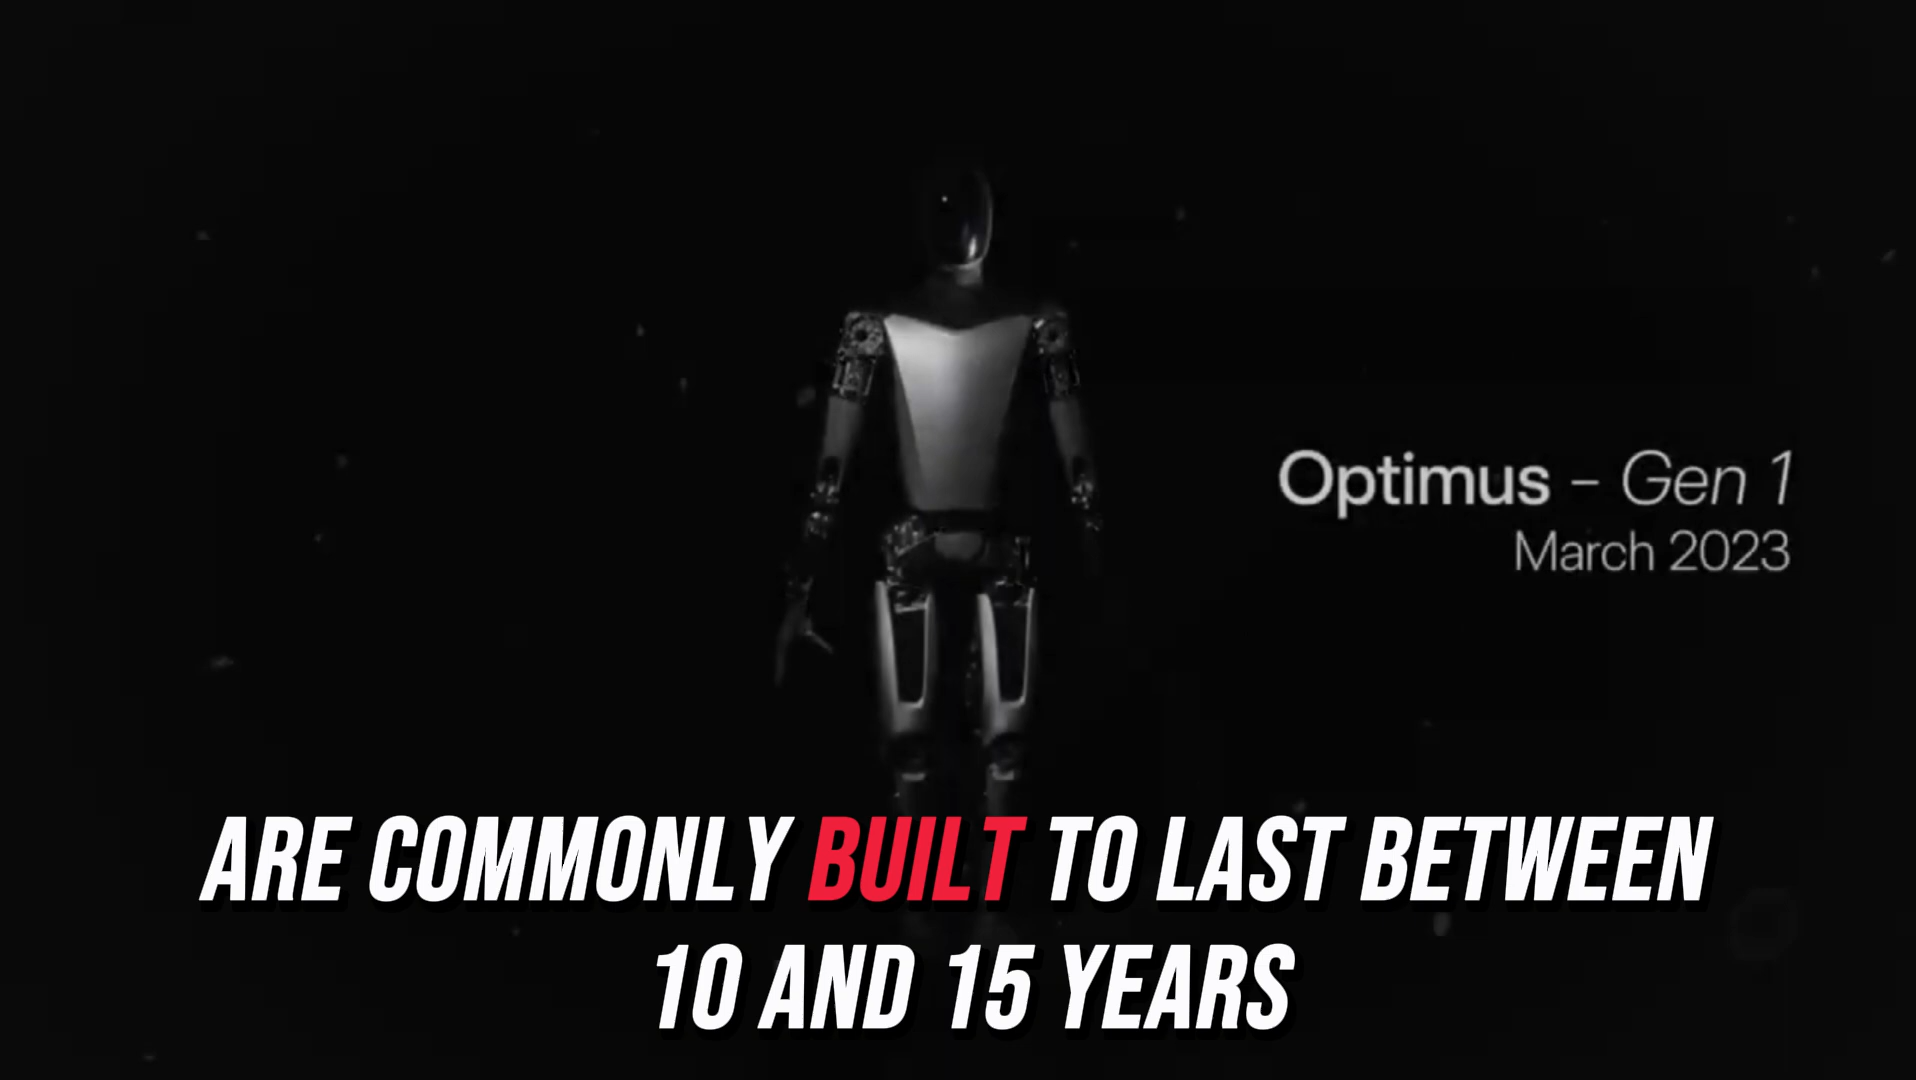 Optimus - Gen 1
March 2023
ARE COMMONLY BUILT TO LAST BETWEEN
10 AND 15 YEARS